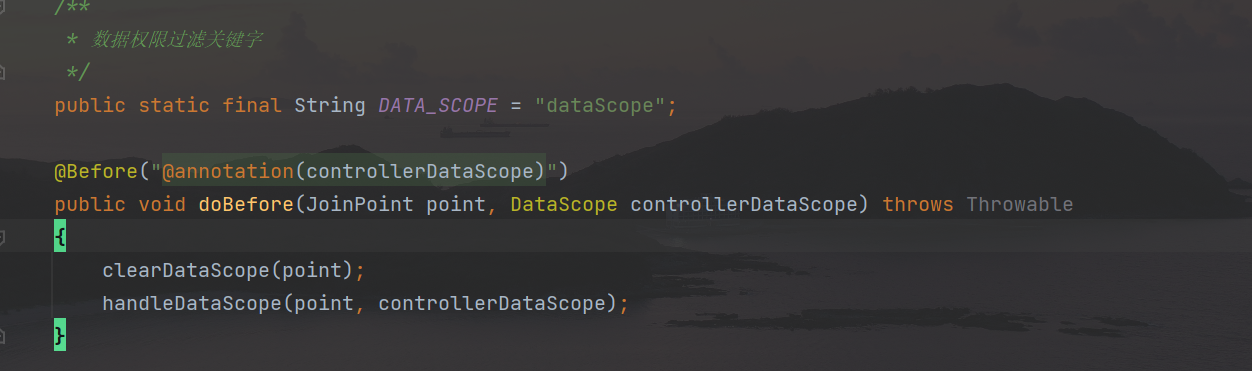 /**
 * 数据权限过滤关键字
 */
public static final String DATA_SCOPE = "dataScope";
@Before("@annotation(controllerDataScope)")
public void doBefore(JoinPoint point, DataScope controllerDataScope) throws Throwable
{
    clearDataScope(point);
    handleDataScope(point, controllerDataScope);
}